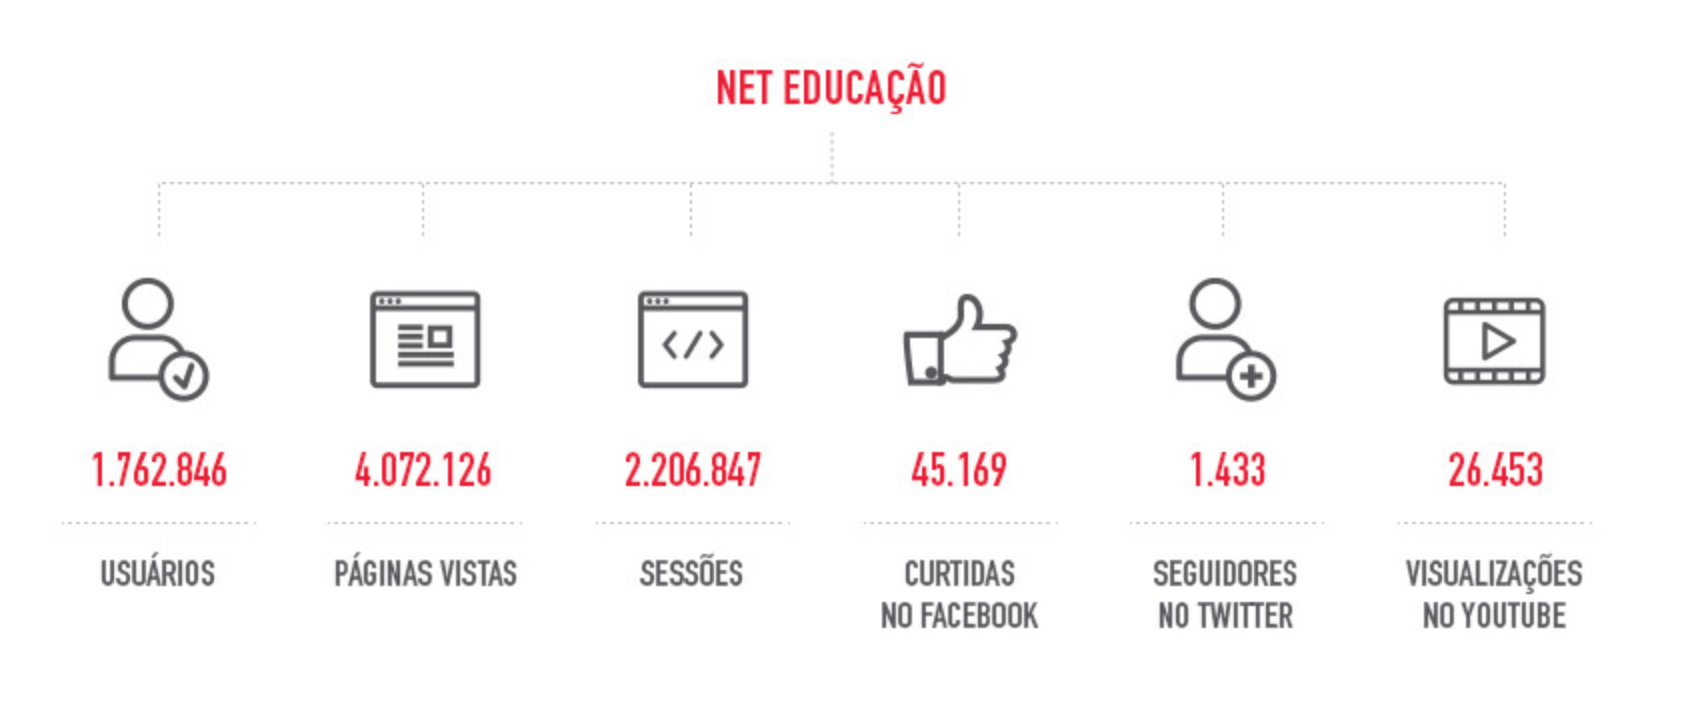 NET EDUCAÇÃO
1.762.846
4.072.126
2.206.847
45.169
1.433
26.453
USUÁRIOS
PÁGINAS VISTAS
SESSÕES
CURTIDAS
NO FACEBOOK
SEGUIDORES
NO TWITTER
VISUALIZAÇÕES
NO YOUTUBE